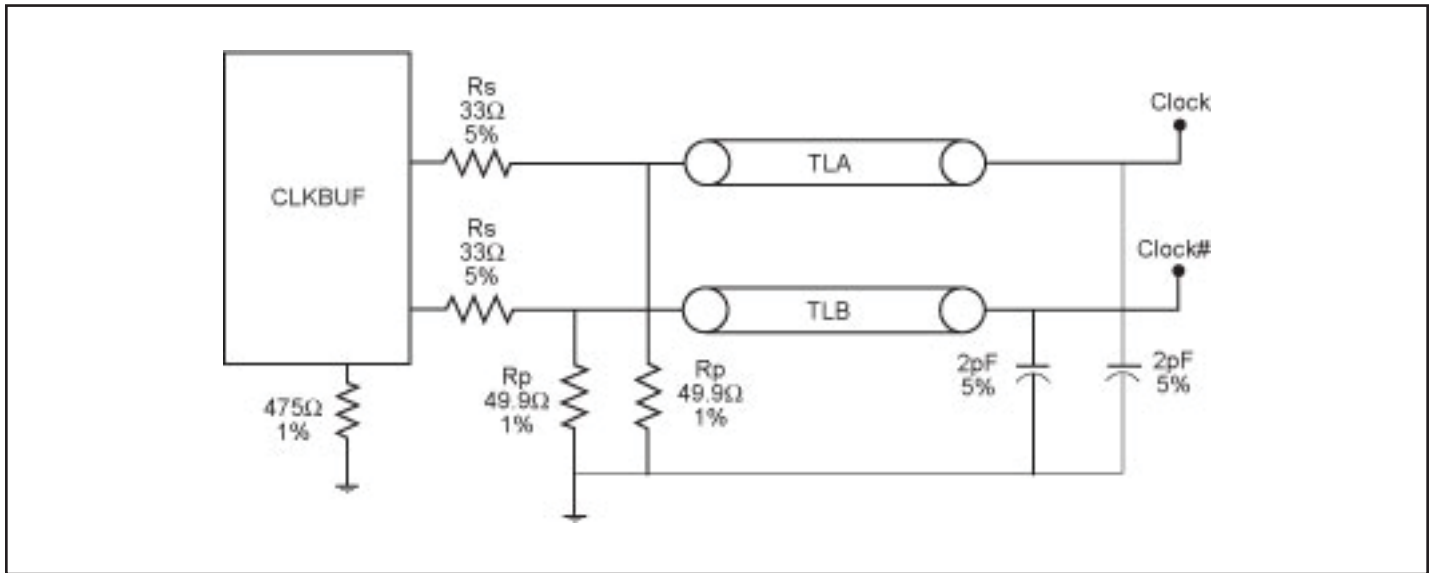 Rs
33Ω
5%
Clock
TLA
CLKBUF
Rs
33Ω
5%
Clock#
TLB
475Ω
1%
Rp
49.9Ω
1%
Rp
49.9Ω
1%
2pF
5%
2pF
5%